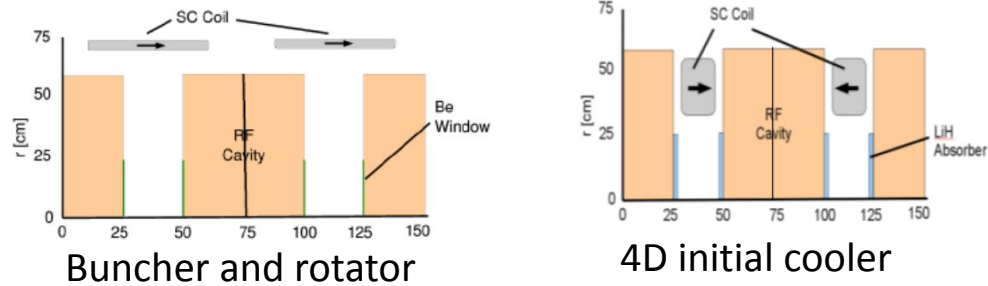 SC Coil
75
50
25
0
r [cm]
RF
Cavity
Be
Window
0 25 50 75 100 125 150
Buncher and rotator
SC Coil
75
50
25
0
r [cm]
RF
Cavity
LiH
Absorber
0 25 50 75 100 125 150
4D initial cooler